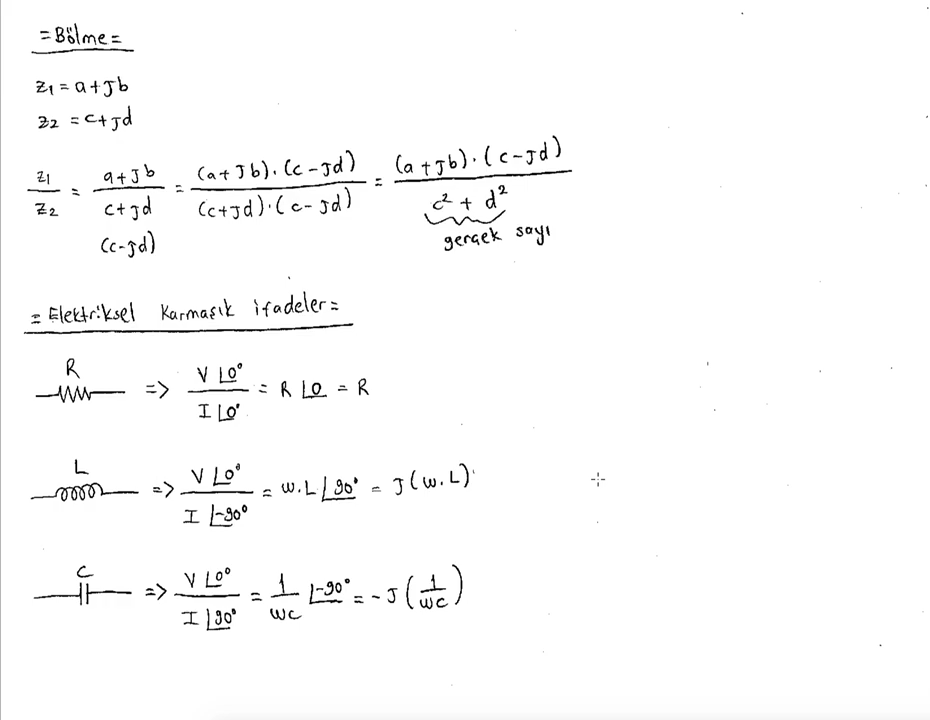 = Bölme =
z1 = a + jb
z2 = c + jd
z1/z2 = (a + jb)/(c + jd) = (a + jb).(c - jd)/(c + jd).(c - jd) = (a + jb).(c - jd)/(c² + d²)
(c - jd)
gerçek sayı
= Elektriksel Karmaşık ifadeler =
R => V∠0°/I∠0° = R∠0 = R
L => V∠0°/I∠-90° = w.L∠90° = j(w.L)
C => V∠0°/I∠90° = 1/wc ∠-90° = -j(1/wc)